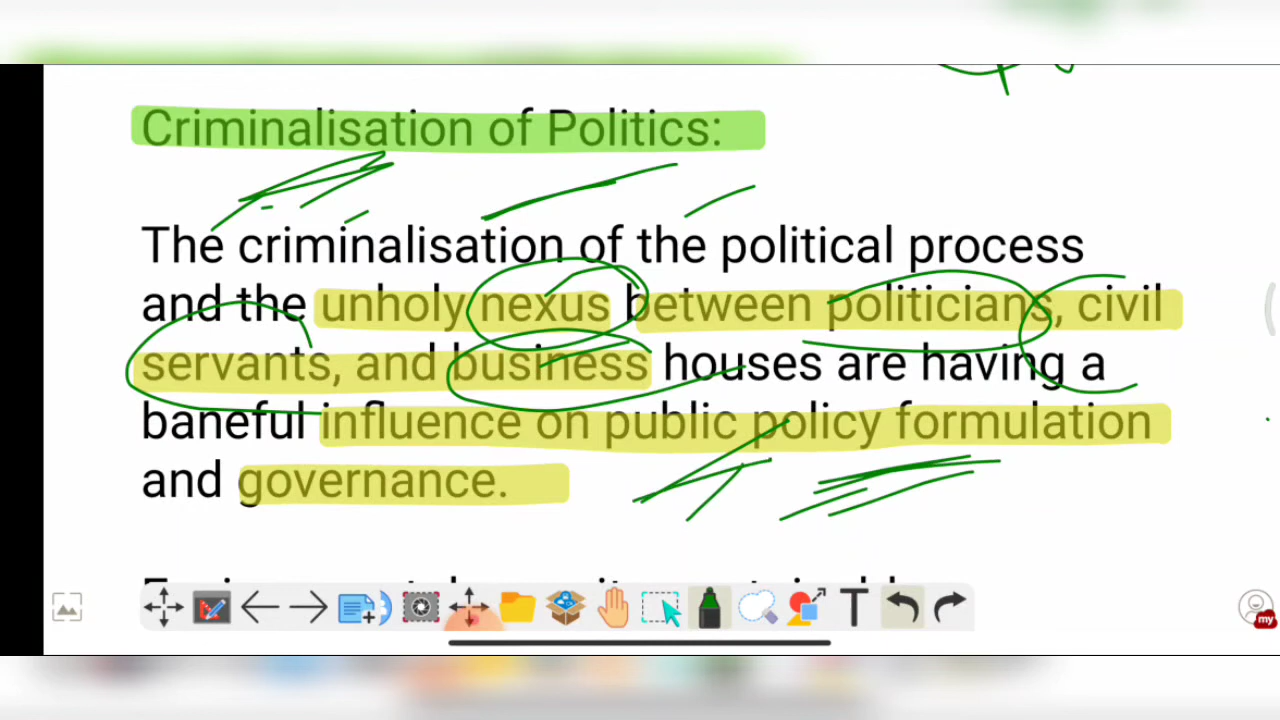 Criminalisation of Politics:
The criminalisation of the political process
and the unholy nexus between politicians, civil
servants, and business houses are having a
baneful influence on public policy formulation
and governance.
T
my